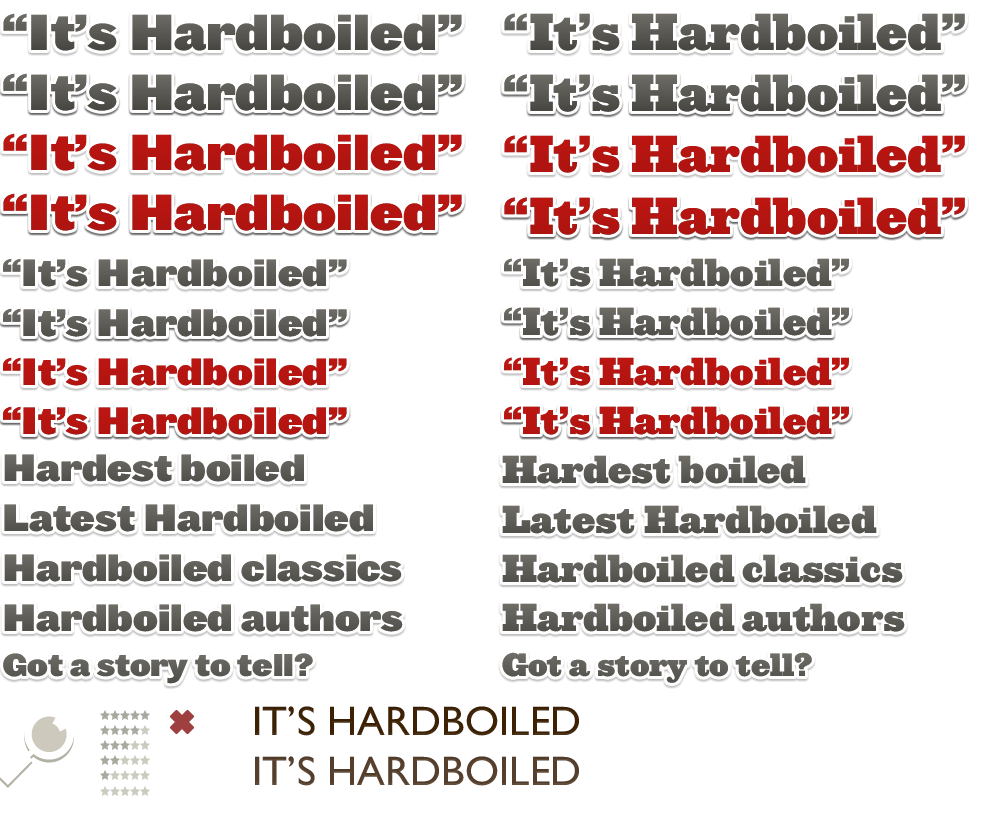 “It’s Hardboiled” “It’s Hardboiled”
“It’s Hardboiled” “It’s Hardboiled”
“It’s Hardboiled” “It’s Hardboiled”
“It’s Hardboiled” “It’s Hardboiled”
“It’s Hardboiled” “It’s Hardboiled”
“It’s Hardboiled” “It’s Hardboiled”
“It’s Hardboiled” “It’s Hardboiled”
“It’s Hardboiled” “It’s Hardboiled”
Hardest boiled Hardest boiled
Latest Hardboiled Latest Hardboiled
Hardboiled classics Hardboiled classics
Hardboiled authors Hardboiled authors
Got a story to tell? Got a story to tell?
IT’S HARDBOILED
IT’S HARDBOILED